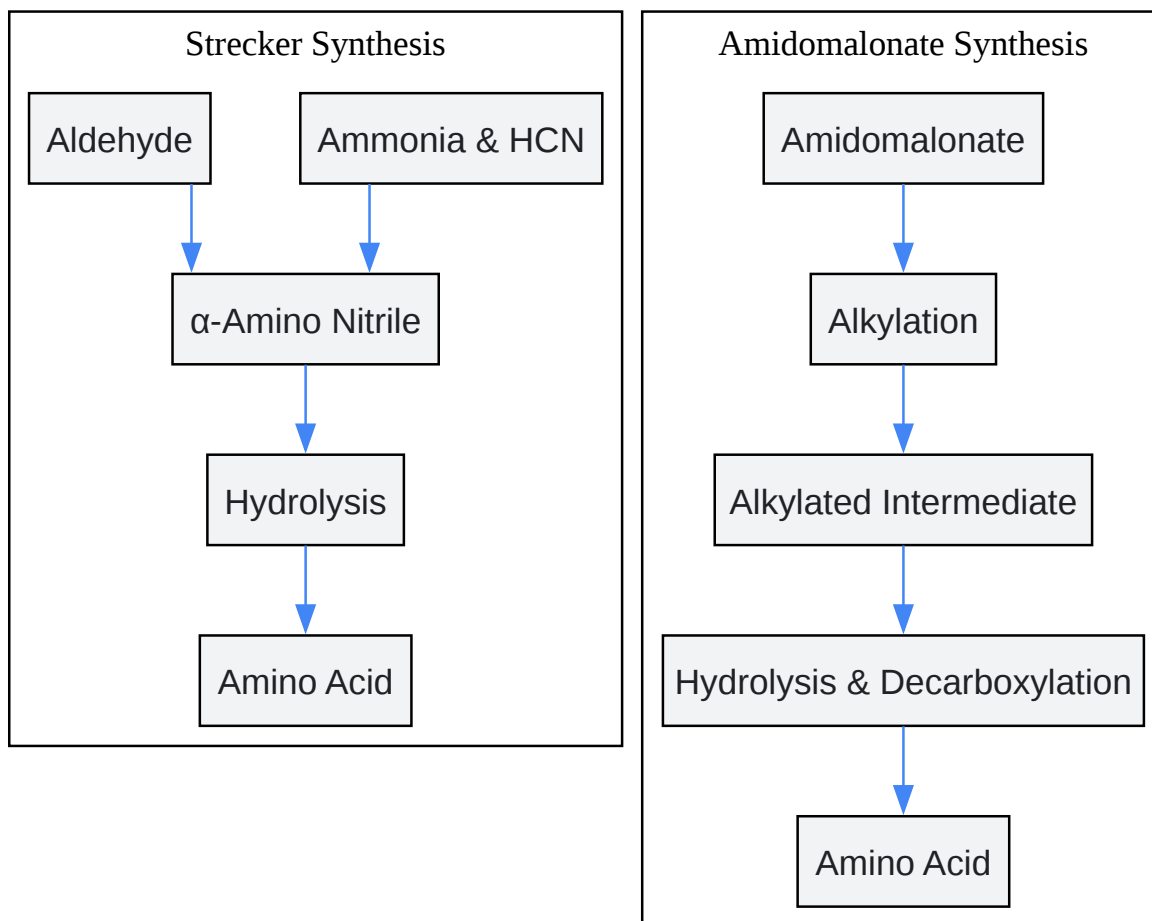 Strecker Synthesis
Aldehyde
Ammonia & HCN
α-Amino Nitrile
Hydrolysis
Amino Acid
Amidomalonate Synthesis
Amidomalonate
Alkylation
Alkylated Intermediate
Hydrolysis & Decarboxylation
Amino Acid